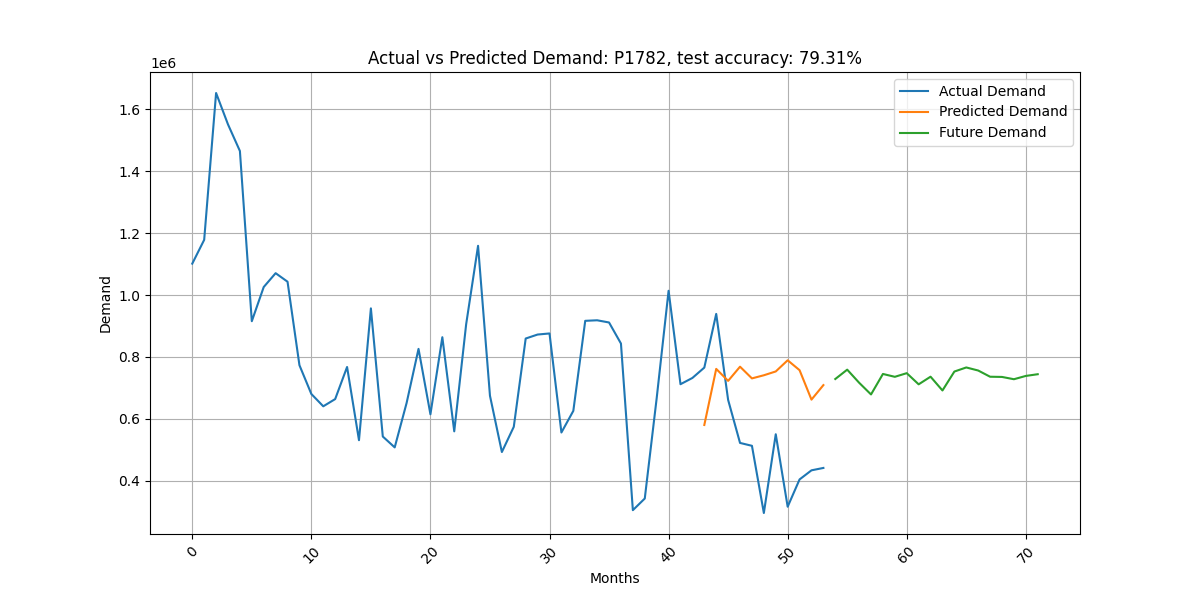 Actual vs Predicted Demand: P1782, test accuracy: 79.31%
1e6
Actual Demand
Predicted Demand
Future Demand
1.6
1.4
1.2
1.0
0.8
0.6
0.4
Demand
0 10 20 30 40 50 60 70
Months